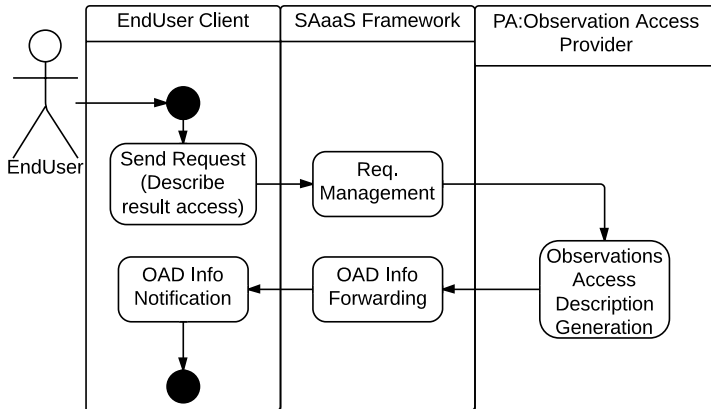 EndUser Client
SAaaS Framework
PA:Observation Access
Provider
EndUser
Send Request
(Describe
result access)
Req.
Management
Observations
Access
Description
Generation
OAD Info
Forwarding
OAD Info
Notification